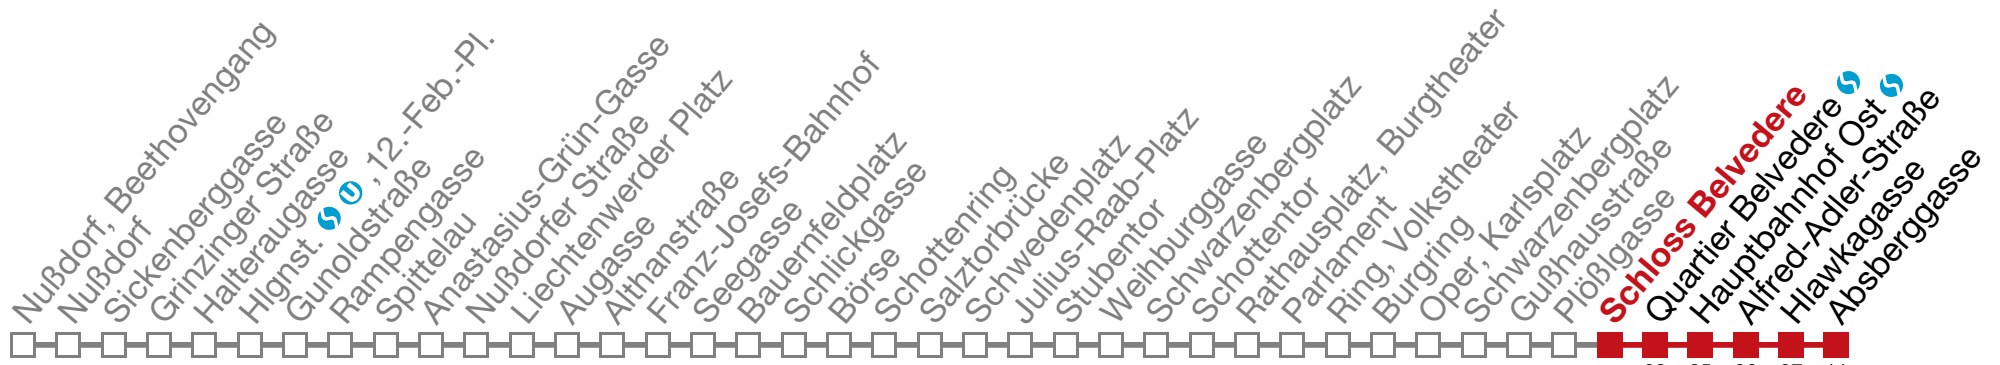 Nußdorf, Beethovengang
Nußdorf
Sickenberggasse
Grinzinger Straße
Halteraugasse
Hlgnst. S U ,12.-Feb.-Pl.
Gunoldstraße
Rampengasse
Spittelau
Anastasius-Grün-Gasse
Nußdorfer Straße
Liechtenwerder Platz
Augasse
Althanstraße
Franz-Josefs-Bahnhof
Seegasse
Bauernfeldplatz
Schlickgasse
Börse
Schottenring
Salztorbrücke
Schwedenplatz
Julius-Raab-Platz
Stubentor
Weihburggasse
Schwarzenbergplatz
Schottentor
Rathausplatz, Burgtheater
Parlament
Ring, Volkstheater
Burgring
Oper, Karlsplatz
Schwarzenbergplatz
Gußhausstraße
Plößlgasse
Schloss Belvedere
Quartier Belvedere S
Hauptbahnhof Ost S
Alfred-Adler-Straße
Hlawkagasse
Absberggasse